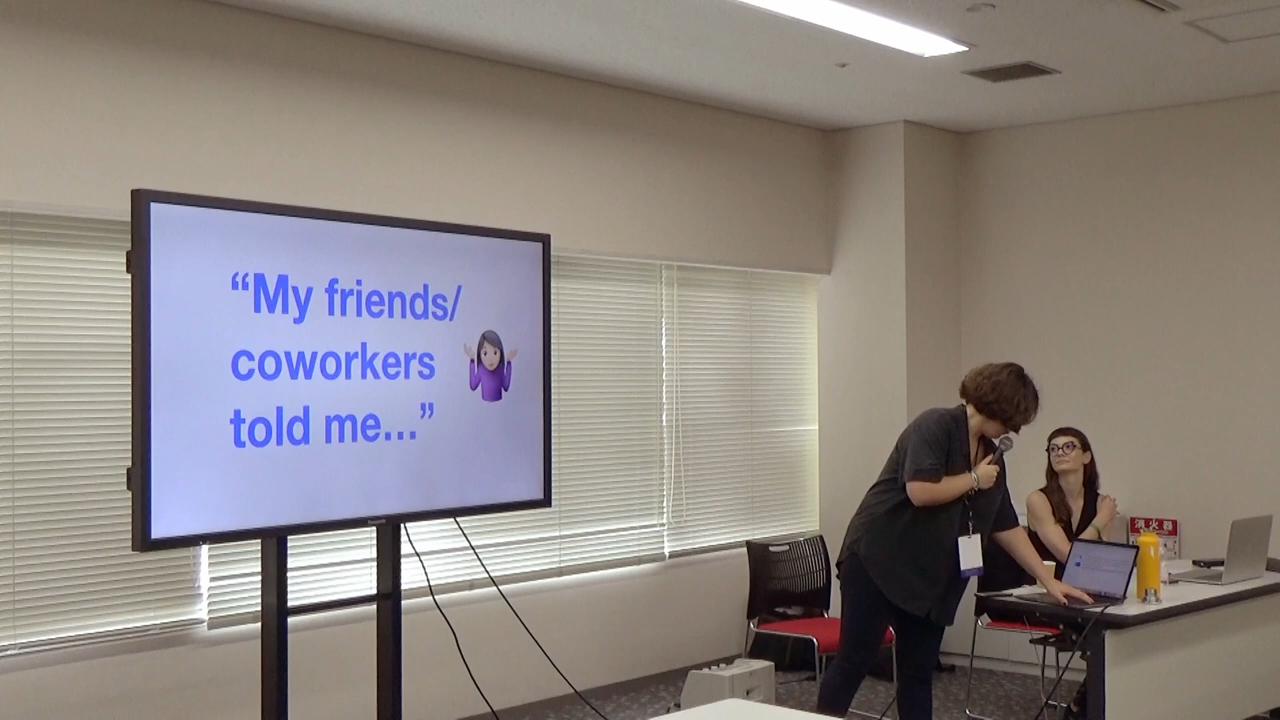 “My friends/
coworkers
told me...”
消火器